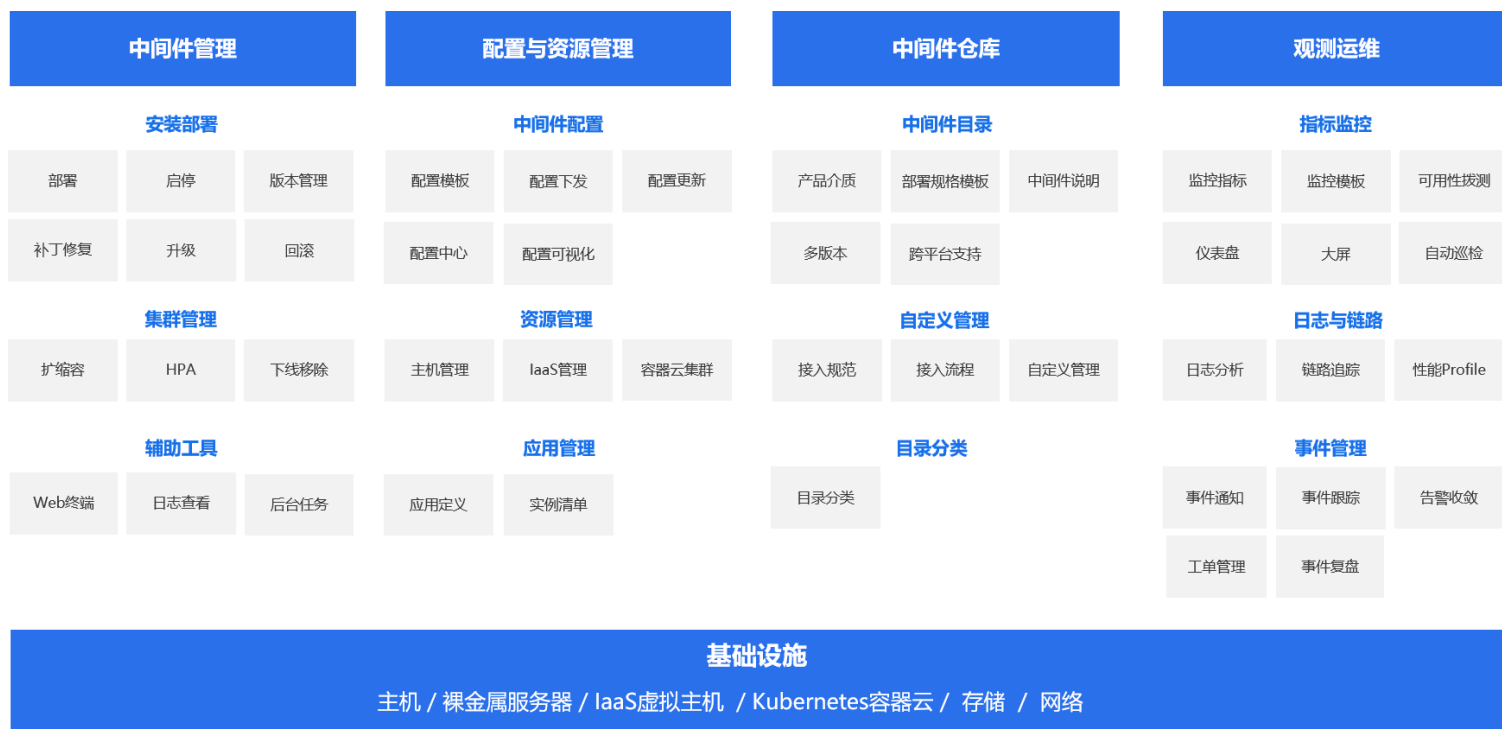 中间件管理
配置与资源管理
中间件仓库
观测运维
安装部署
中间件配置
中间件目录
指标监控
部署
启停
版本管理
配置模板
配置下发
配置更新
产品介质
部署规格模板
中间件说明
监控指标
监控模板
可用性拨测
补丁修复
升级
回滚
配置中心
配置可视化
多版本
跨平台支持
仪表盘
大屏
自动巡检
集群管理
资源管理
自定义管理
日志与链路
扩缩容
HPA
下线移除
主机管理
IaaS管理
容器云集群
接入规范
接入流程
自定义管理
日志分析
链路追踪
性能Profile
辅助工具
应用管理
目录分类
事件管理
Web终端
日志查看
后台任务
应用定义
实例清单
目录分类
事件通知
事件跟踪
告警收敛
工单管理
事件复盘
基础设施
主机 / 裸金属服务器 / IaaS虚拟主机 / Kubernetes容器云 / 存储 / 网络